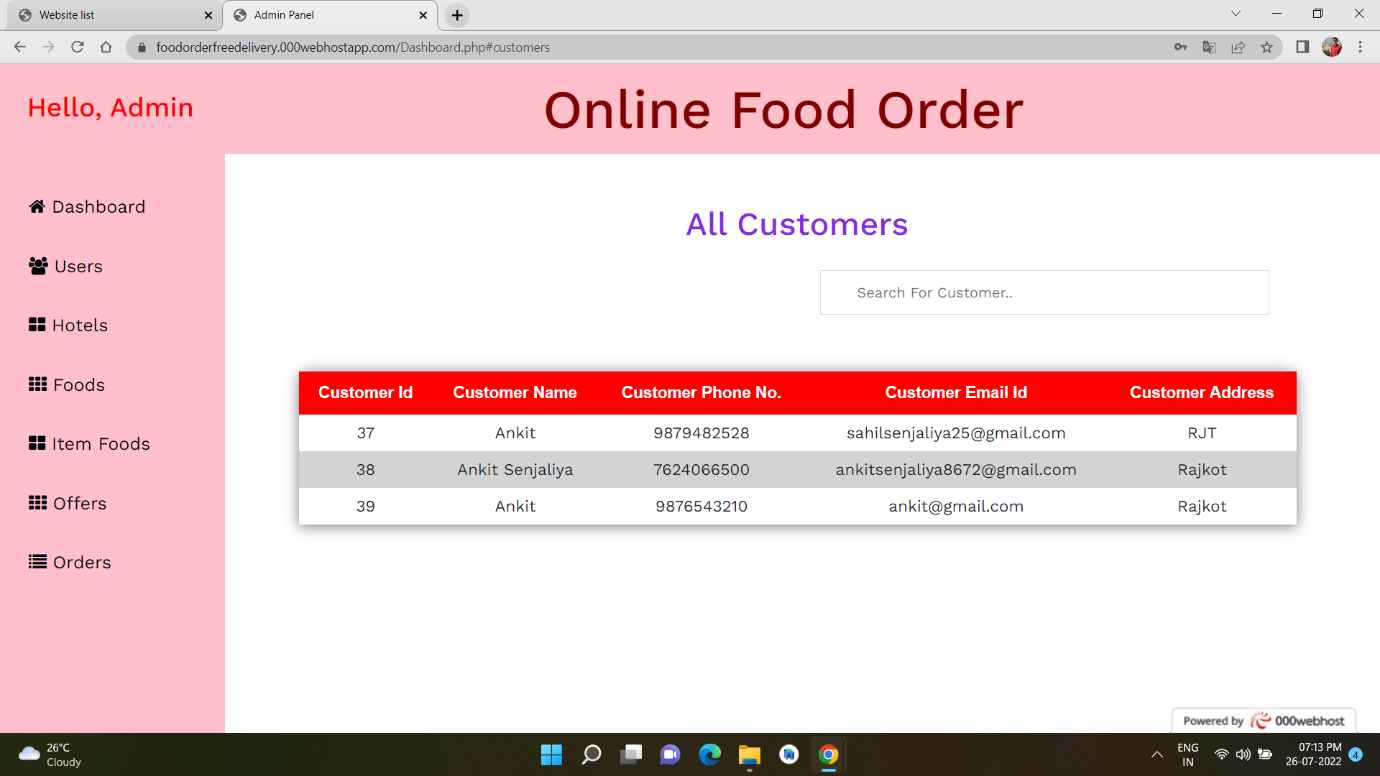 Website list
Admin Panel
foodorderfreedelivery.000webhostapp.com/Dashboard.php#customers
Hello, Admin
Online Food Order
Dashboard
Users
Hotels
Foods
Item Foods
Offers
Orders
All Customers
Search For Customer..
Customer Id Customer Name Customer Phone No. Customer Email Id Customer Address
37 Ankit 9879482528 sahilsenjaliya25@gmail.com RJT
38 Ankit Senjaliya 7624066500 ankitsenjaliya8672@gmail.com Rajkot
39 Ankit 9876543210 ankit@gmail.com Rajkot
Powered by 000webhost
26°C
Cloudy
ENG
IN
07:13 PM
26-07-2022
4